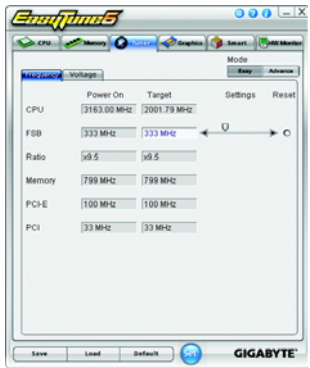 EasyTune6
CPU Memory Tuner Graphics Smart HW Monitor
Mode
Easy Advance
Frequency Voltage
Power On Target Settings Reset
CPU 3163.00 MHz 2001.79 MHz
FSB 333 MHz 333 MHz
Ratio x9.5 x9.5
Memory 799 MHz 799 MHz
PCI-E 100 MHz 100 MHz
PCI 33 MHz 33 MHz
Save Load Default Set GIGABYTE